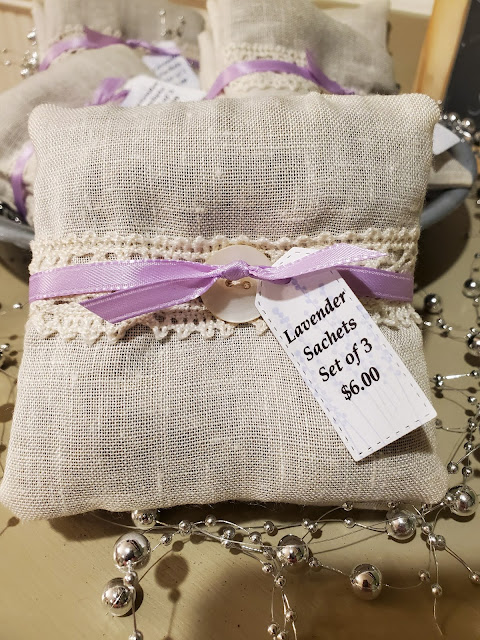 Lavender
Sachets
Set of 3
$6.00